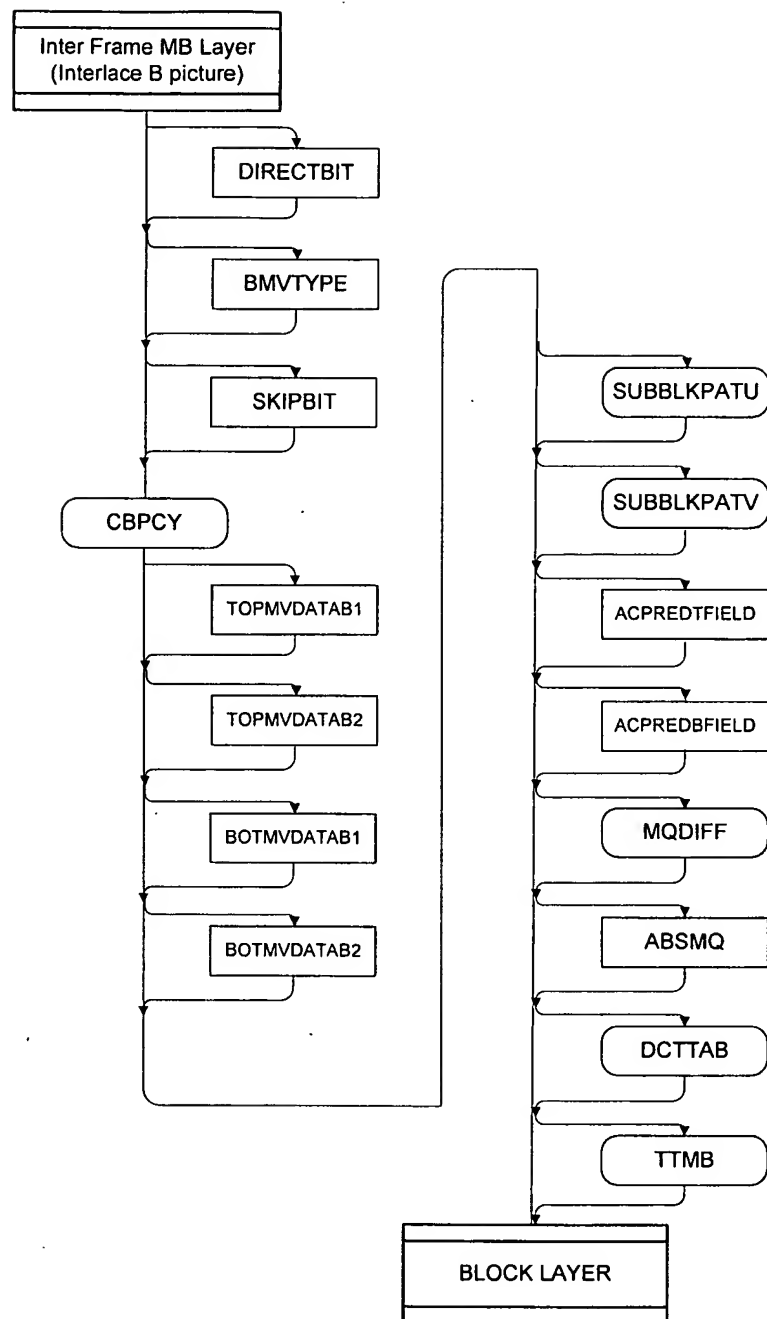 Inter Frame MB Layer
(Interlace B picture)
DIRECTBIT
BMVTYPE
SKIPBIT
CBPCY
TOPMVDATAB1
TOPMVDATAB2
BOTMVDATAB1
BOTMVDATAB2
SUBBLKPATU
SUBBLKPATV
ACPREDTFIELD
ACPREDBFIELD
MQDIFF
ABSMQ
DCTTAB
TTMB
BLOCK LAYER